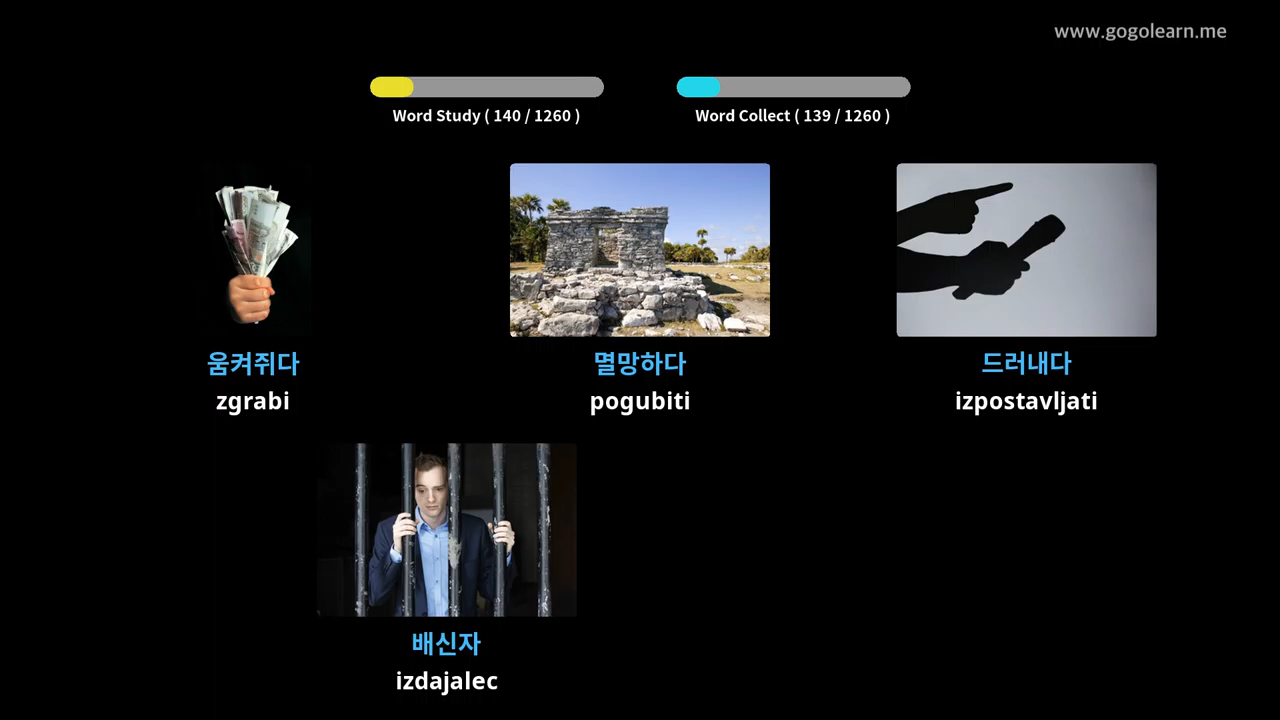 www.gogolearn.me
Word Study ( 140 / 1260 )
Word Collect ( 139 / 1260 )
움켜쥐다
zgrabi
멸망하다
pogubiti
드러내다
izpostavljati
배신자
izdajalec